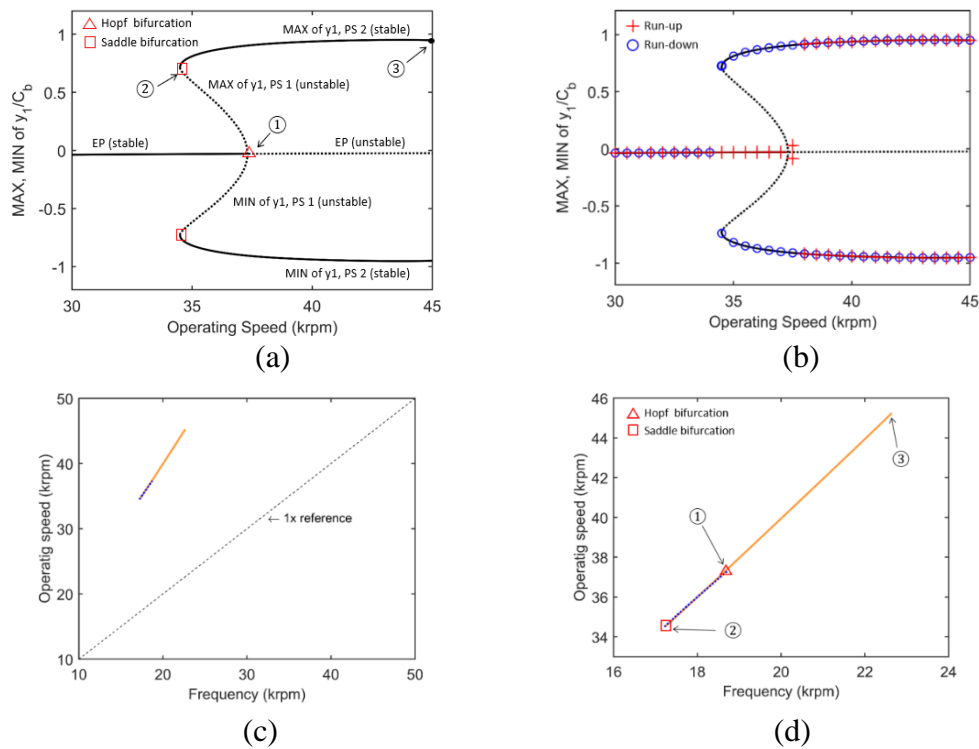 Hopf bifurcation
Saddle bifurcation
MAX of y1, PS 2 (stable)
③
②
MAX of y1, PS 1 (unstable)
①
EP (stable)
EP (unstable)
MIN of y1, PS 1 (unstable)
MIN of y1, PS 2 (stable)
MAX, MIN of y1/Cb
1
0.5
0
-0.5
-1
30 35 40 45
Operating Speed (krpm)
(a)
Run-up
Run-down
MAX, MIN of y1/Cb
1
0.5
0
-0.5
-1
30 35 40 45
Operating Speed (krpm)
(b)
Operatig speed (krpm)
50
40
30
20
10
1x reference
10 20 30 40 50
Frequency (krpm)
(c)
Hopf bifurcation
Saddle bifurcation
Operatig speed (krpm)
46
44
42
40
38
36
34
③
①
②
16 18 20 22 24
Frequency (krpm)
(d)